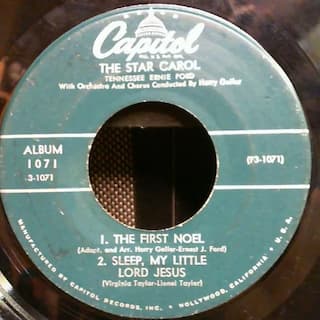 Capitol
THE STAR CAROL
TENNESSEE ERNIE FORD
With Orchestra And Chorus Conducted By Harry Geller
ALBUM
1071
3-1071
(F3-1071)
1. THE FIRST NOEL
(Adapt. and Arr. Harry Geller-Ernest J. Ford)
2. SLEEP, MY LITTLE
LORD JESUS
(Virginia Taylor-Lionel Taylor)
MANUFACTURED BY CAPITOL RECORDS, INC. • HOLLYWOOD, CALIFORNIA • U.S.A.